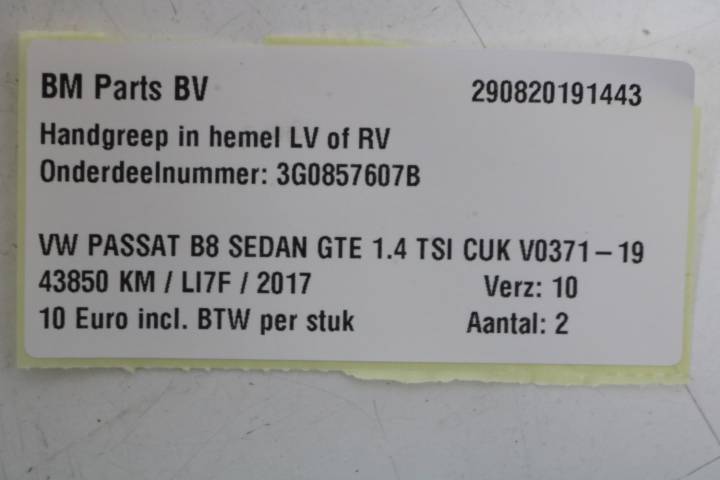 BM Parts BV 290820191443
Handgreep in hemel LV of RV
Onderdeelnummer: 3G0857607B
VW PASSAT B8 SEDAN GTE 1.4 TSI CUK V0371-19
43850 KM / LI7F / 2017 Verz: 10
10 Euro incl. BTW per stuk Aantal: 2